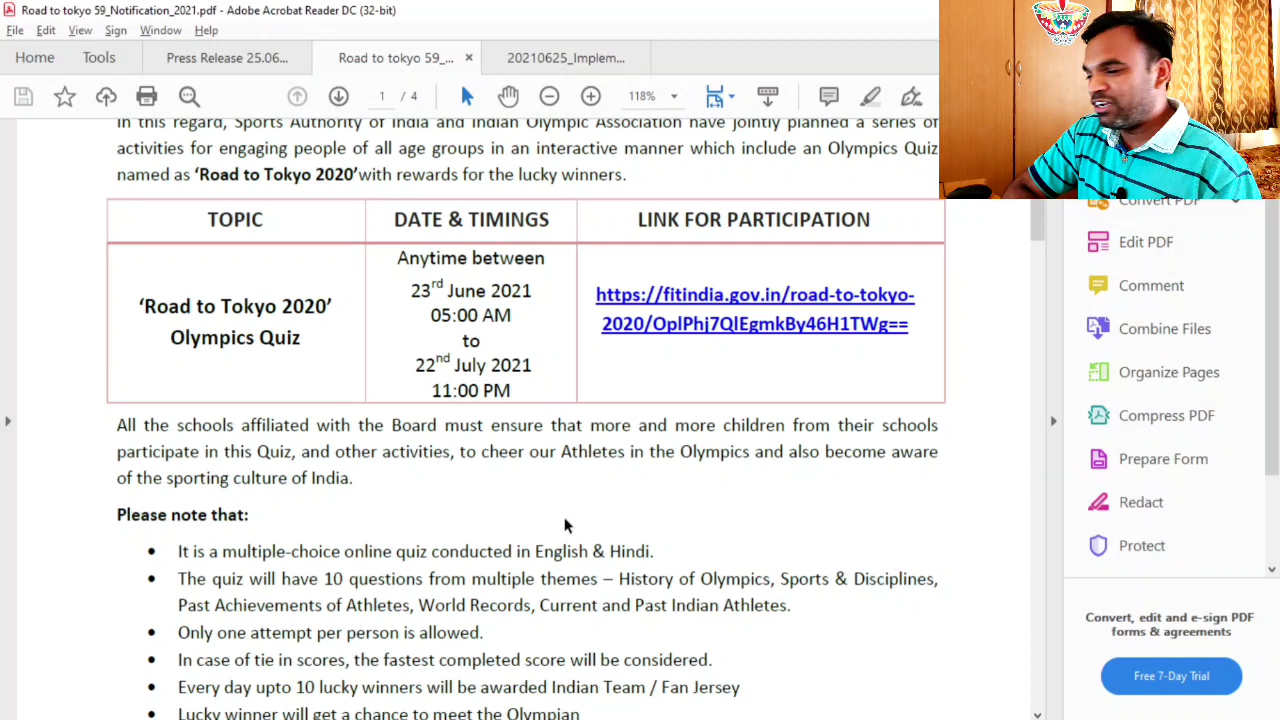 Road to tokyo 59_Notification_2021.pdf - Adobe Acrobat Reader DC (32-bit)
File Edit View Sign Window Help
Home Tools Press Release 25.06... Road to tokyo 59_... × 20210625_Implem...
1 / 4 118%
In this regard, Sports Authority of India and Indian Olympic Association have jointly planned a series of
activities for engaging people of all age groups in an interactive manner which include an Olympics Quiz
named as ‘Road to Tokyo 2020’ with rewards for the lucky winners.
TOPIC DATE & TIMINGS LINK FOR PARTICIPATION
‘Road to Tokyo 2020’
Olympics Quiz
Anytime between
23rd June 2021
05:00 AM
to
22nd July 2021
11:00 PM
https://fitindia.gov.in/road-to-tokyo-
2020/OplPhj7QlEgmkBy46H1TWg==
All the schools affiliated with the Board must ensure that more and more children from their schools
participate in this Quiz, and other activities, to cheer our Athletes in the Olympics and also become aware
of the sporting culture of India.
Please note that:
• It is a multiple-choice online quiz conducted in English & Hindi.
• The quiz will have 10 questions from multiple themes – History of Olympics, Sports & Disciplines,
Past Achievements of Athletes, World Records, Current and Past Indian Athletes.
• Only one attempt per person is allowed.
• In case of tie in scores, the fastest completed score will be considered.
• Every day upto 10 lucky winners will be awarded Indian Team / Fan Jersey
• Lucky winner will get a chance to meet the Olympian
Convert PDF
Edit PDF
Comment
Combine Files
Organize Pages
Compress PDF
Prepare Form
Redact
Protect
Convert, edit and e-sign PDF
forms & agreements
Free 7-Day Trial